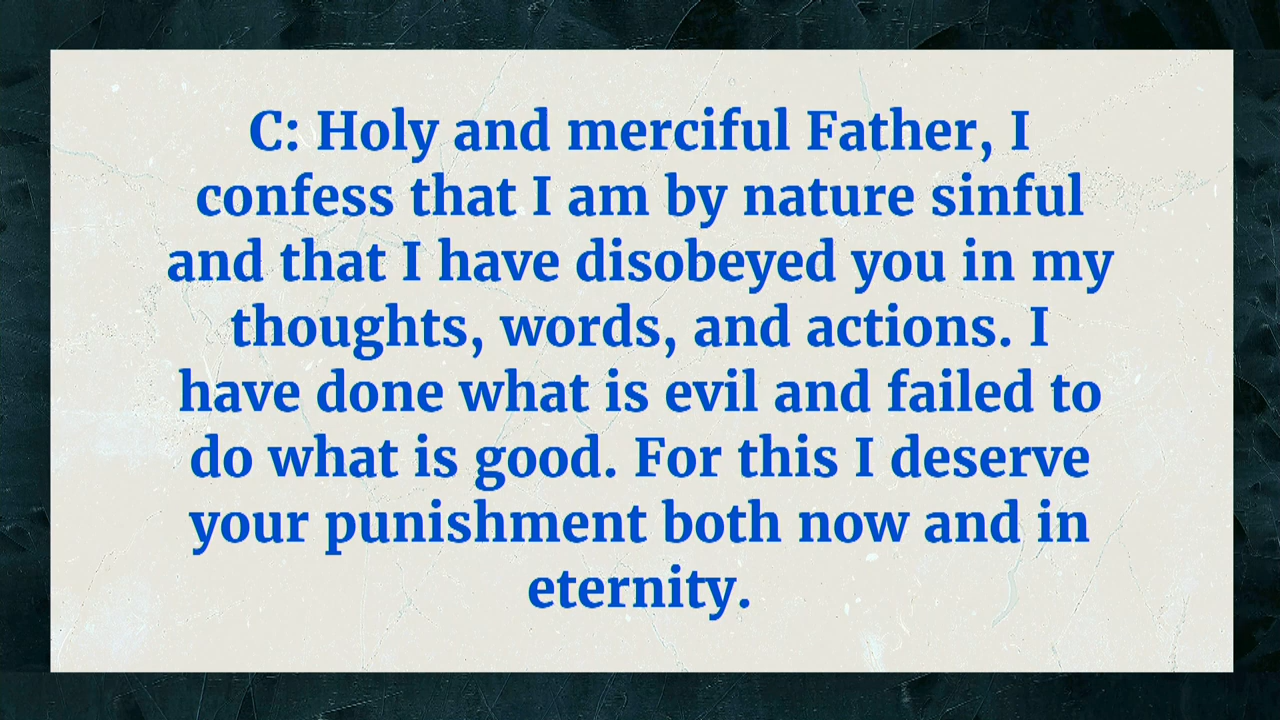 C: Holy and merciful Father, I
confess that I am by nature sinful
and that I have disobeyed you in my
thoughts, words, and actions. I
have done what is evil and failed to
do what is good. For this I deserve
your punishment both now and in
eternity.